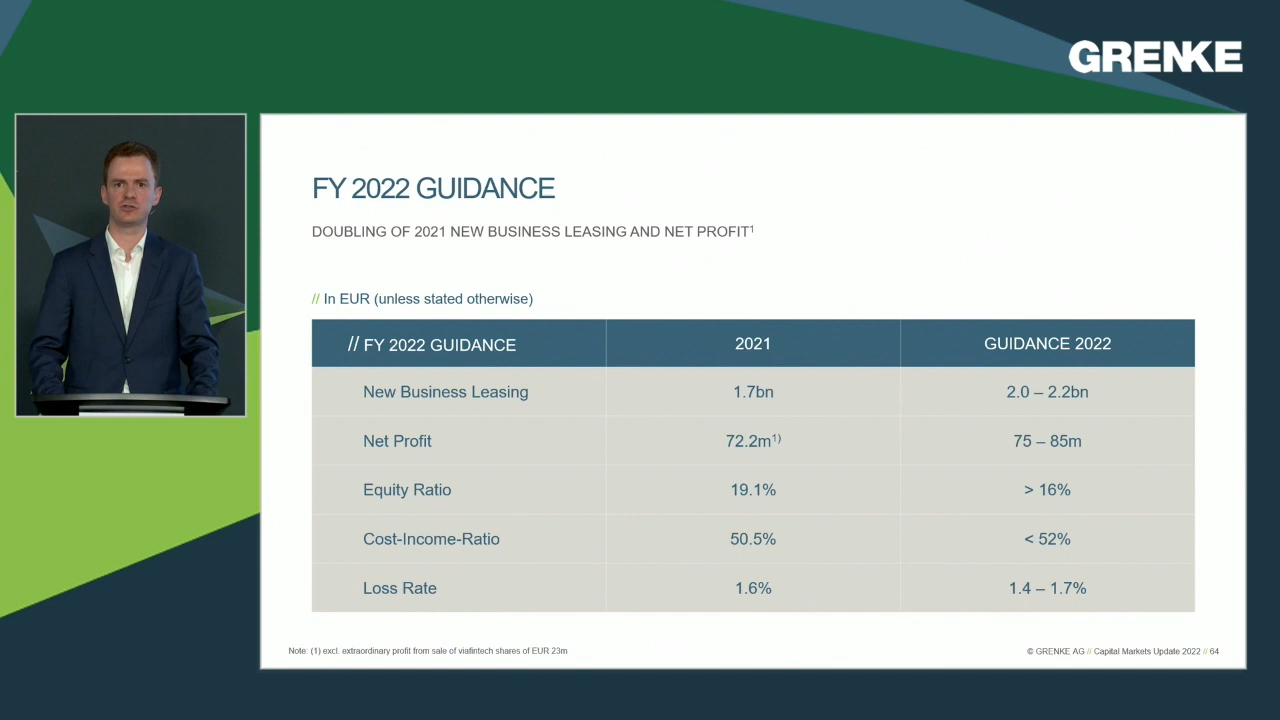 GRENKE
FY 2022 GUIDANCE
DOUBLING OF 2021 NEW BUSINESS LEASING AND NET PROFIT¹
// In EUR (unless stated otherwise)
// FY 2022 GUIDANCE 2021 GUIDANCE 2022
New Business Leasing 1.7bn 2.0 – 2.2bn
Net Profit 72.2m¹⁾ 75 – 85m
Equity Ratio 19.1% > 16%
Cost-Income-Ratio 50.5% < 52%
Loss Rate 1.6% 1.4 – 1.7%
Note: (1) excl. extraordinary profit from sale of viafintech shares of EUR 23m
© GRENKE AG // Capital Markets Update 2022 // 64